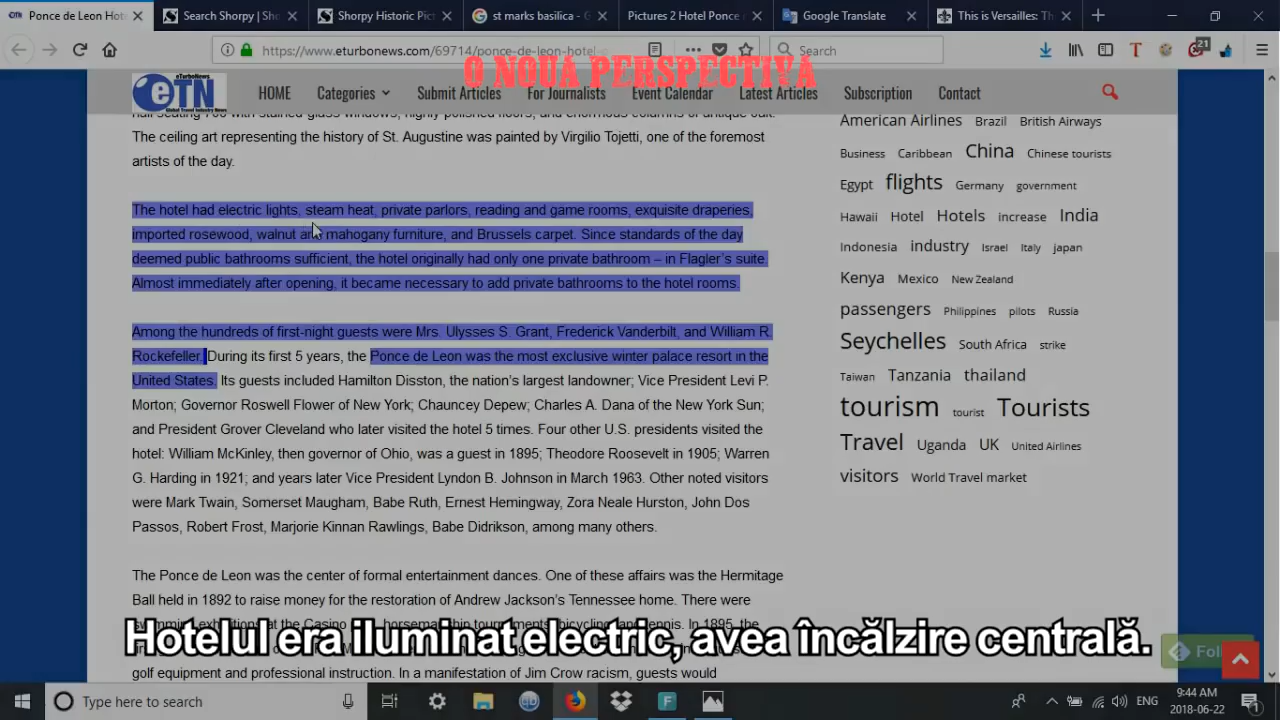 Ponce de Leon Hote
Search Shorpy | Sho
Shorpy Historic Pict
st marks basilica - G
Pictures 2 Hotel Ponce
Google Translate
This is Versailles: Th
https://www.eturbonews.com/69714/ponce-de-leon-hotel-
Search
21
O NOUA PERSPECTIVA
eTurboNews
eTN
Global Travel Industry News
HOME
Categories
Submit Articles
For Journalists
Event Calendar
Latest Articles
Subscription
Contact
The ceiling art representing the history of St. Augustine was painted by Virgilio Tojetti, one of the foremost
artists of the day.
The hotel had electric lights, steam heat, private parlors, reading and game rooms, exquisite draperies,
imported rosewood, walnut and mahogany furniture, and Brussels carpet. Since standards of the day
deemed public bathrooms sufficient, the hotel originally had only one private bathroom – in Flagler's suite.
Almost immediately after opening, it became necessary to add private bathrooms to the hotel rooms.
Among the hundreds of first-night guests were Mrs. Ulysses S. Grant, Frederick Vanderbilt, and William R.
Rockefeller. During its first 5 years, the Ponce de Leon was the most exclusive winter palace resort in the
United States. Its guests included Hamilton Disston, the nation's largest landowner; Vice President Levi P.
Morton; Governor Roswell Flower of New York; Chauncey Depew; Charles A. Dana of the New York Sun;
and President Grover Cleveland who later visited the hotel 5 times. Four other U.S. presidents visited the
hotel: William McKinley, then governor of Ohio, was a guest in 1895; Theodore Roosevelt in 1905; Warren
G. Harding in 1921; and years later Vice President Lyndon B. Johnson in March 1963. Other noted visitors
were Mark Twain, Somerset Maugham, Babe Ruth, Ernest Hemingway, Zora Neale Hurston, John Dos
Passos, Robert Frost, Marjorie Kinnan Rawlings, Babe Didrikson, among many others.
The Ponce de Leon was the center of formal entertainment dances. One of these affairs was the Hermitage
Ball held in 1892 to raise money for the restoration of Andrew Jackson's Tennessee home. There were
golf equipment and professional instruction. In a manifestation of Jim Crow racism, guests would
American Airlines Brazil British Airways
Business Caribbean China Chinese tourists
Egypt flights Germany government
Hawaii Hotel Hotels increase India
Indonesia industry Israel Italy japan
Kenya Mexico New Zealand
passengers Philippines pilots Russia
Seychelles South Africa strike
Taiwan Tanzania thailand
tourism tourist Tourists
Travel Uganda UK United Airlines
visitors World Travel market
Hotelul era iluminat electric, avea încălzire centrală.
Type here to search
ENG
9:44 AM
2018-06-22
1